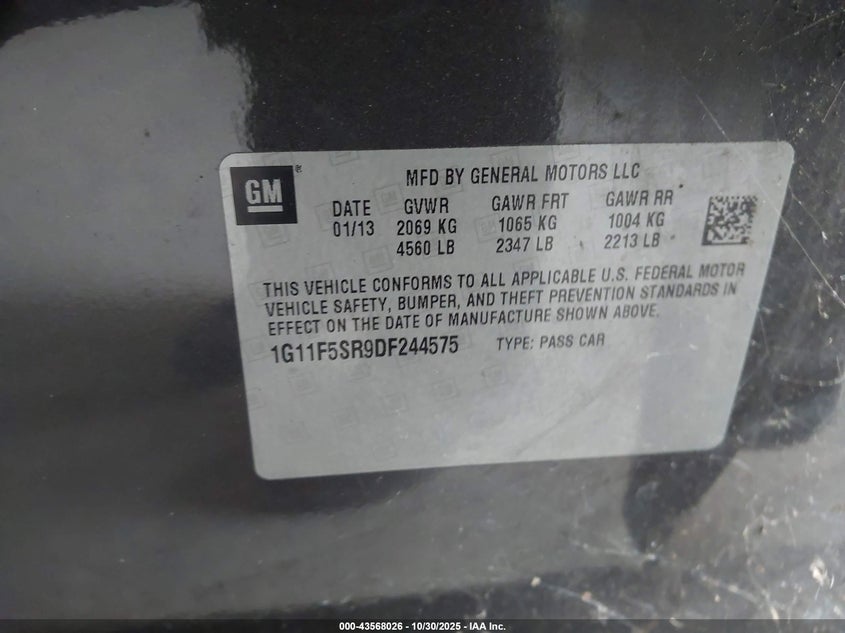 GM
MFD BY GENERAL MOTORS LLC
DATE GVWR GAWR FRT GAWR RR
01/13 2069 KG 1065 KG 1004 KG
4560 LB 2347 LB 2213 LB
THIS VEHICLE CONFORMS TO ALL APPLICABLE U.S. FEDERAL MOTOR
VEHICLE SAFETY, BUMPER, AND THEFT PREVENTION STANDARDS IN
EFFECT ON THE DATE OF MANUFACTURE SHOWN ABOVE.
1G11F5SR9DF244575 TYPE: PASS CAR
000-43568026 - 10/30/2025 - IAA Inc.